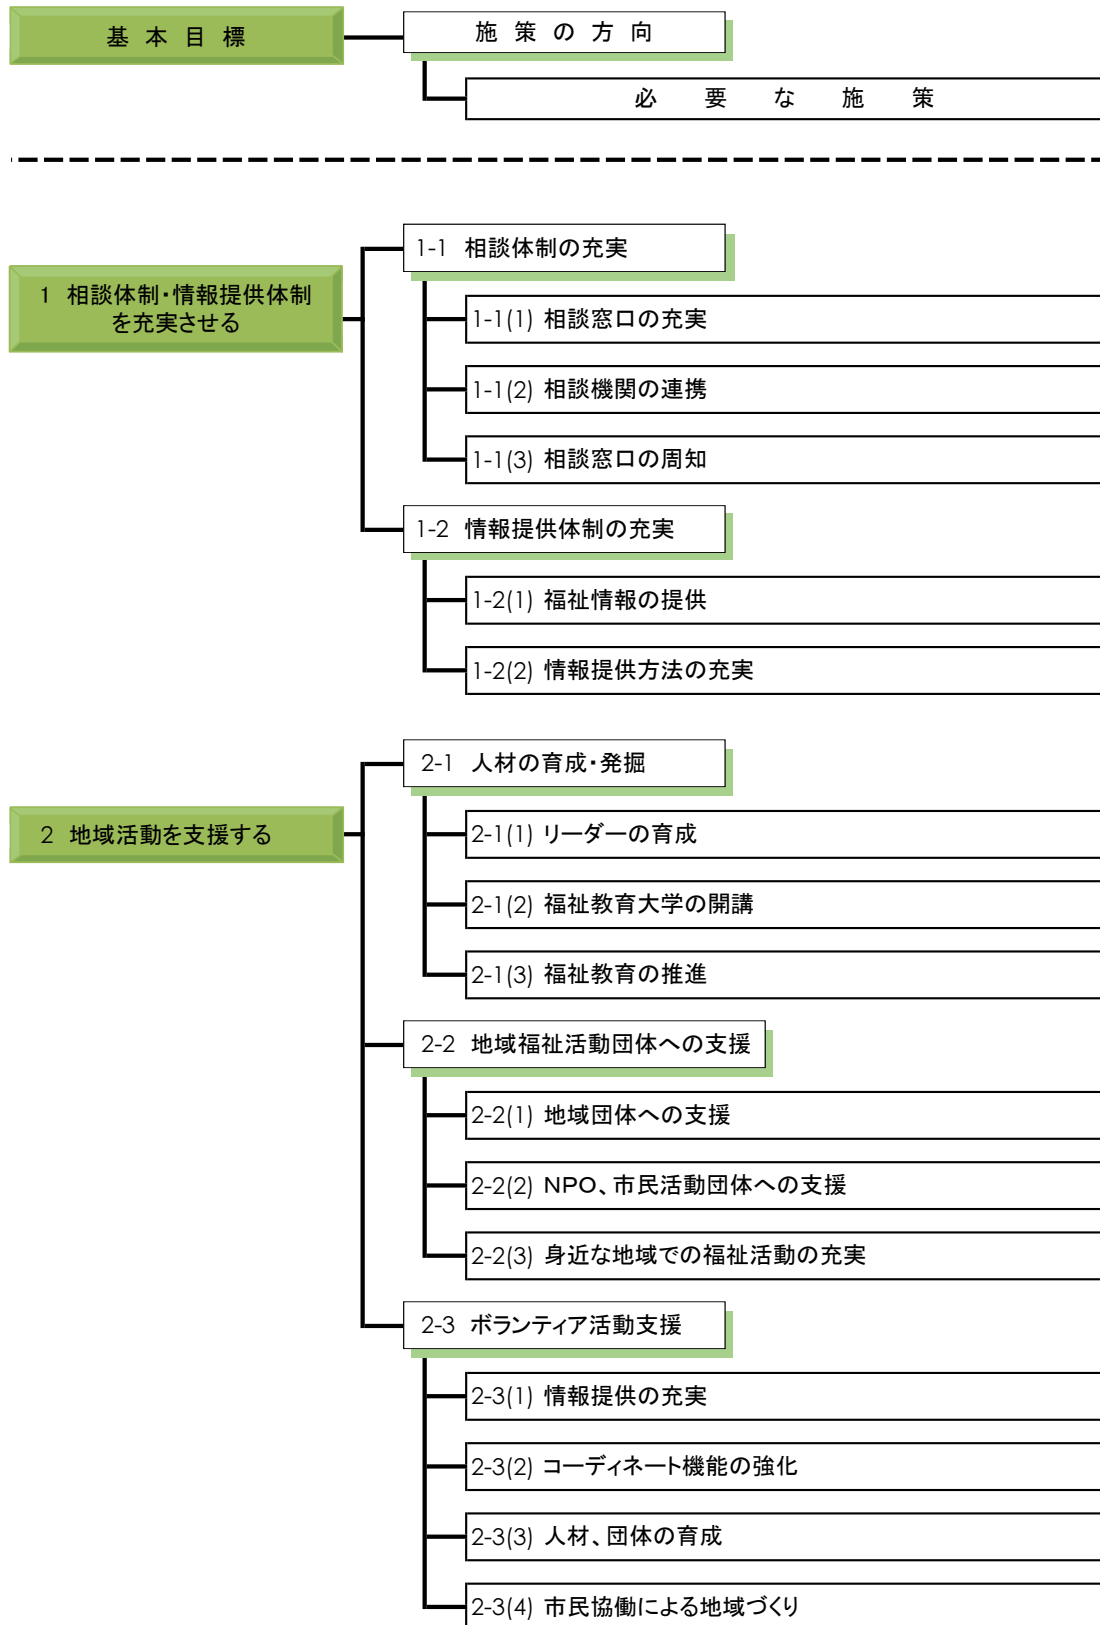 基 本 目 標
施 策 の 方 向
必 要 な 施 策
1-1 相談体制の充実
1 相談体制・情報提供体制
を充実させる
1-1(1) 相談窓口の充実
1-1(2) 相談機関の連携
1-1(3) 相談窓口の周知
1-2 情報提供体制の充実
1-2(1) 福祉情報の提供
1-2(2) 情報提供方法の充実
2-1 人材の育成・発掘
2 地域活動を支援する
2-1(1) リーダーの育成
2-1(2) 福祉教育大学の開講
2-1(3) 福祉教育の推進
2-2 地域福祉活動団体への支援
2-2(1) 地域団体への支援
2-2(2) NPO、市民活動団体への支援
2-2(3) 身近な地域での福祉活動の充実
2-3 ボランティア活動支援
2-3(1) 情報提供の充実
2-3(2) コーディネート機能の強化
2-3(3) 人材、団体の育成
2-3(4) 市民協働による地域づくり